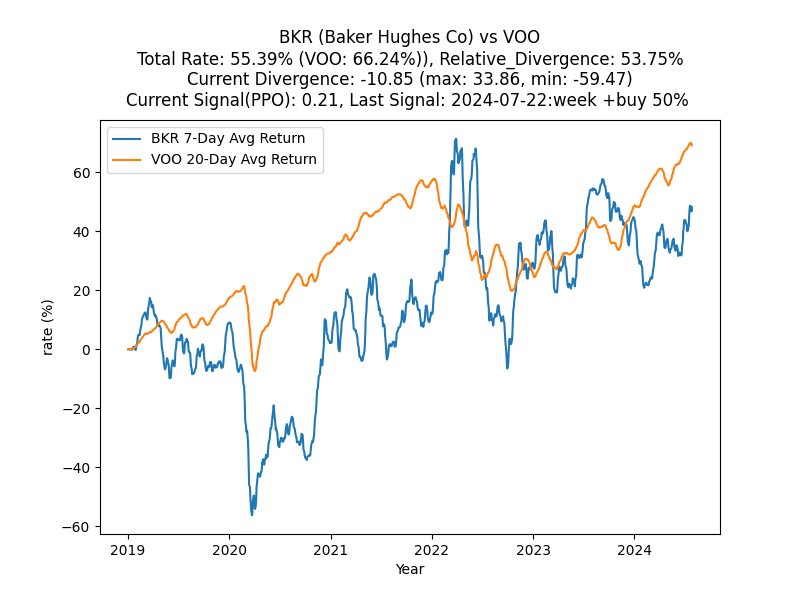 BKR (Baker Hughes Co) vs VOO
Total Rate: 55.39% (VOO: 66.24%)), Relative_Divergence: 53.75%
Current Divergence: -10.85 (max: 33.86, min: -59.47)
Current Signal(PPO): 0.21, Last Signal: 2024-07-22:week +buy 50%
BKR 7-Day Avg Return
VOO 20-Day Avg Return
60
40
20
0
−20
−40
−60
rate (%)
2019 2020 2021 2022 2023 2024
Year